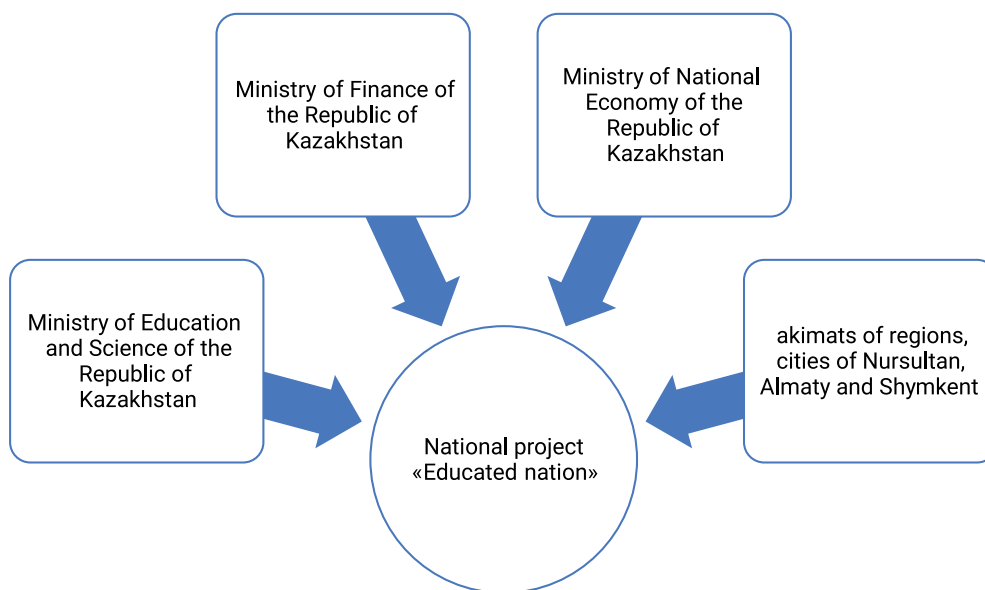 Ministry of Finance of
the Republic of
Kazakhstan
Ministry of National
Economy of the
Republic of
Kazakhstan
Ministry of Education
and Science of the
Republic of
Kazakhstan
akimats of regions,
cities of Nursultan,
Almaty and Shymkent
National project
«Educated nation»